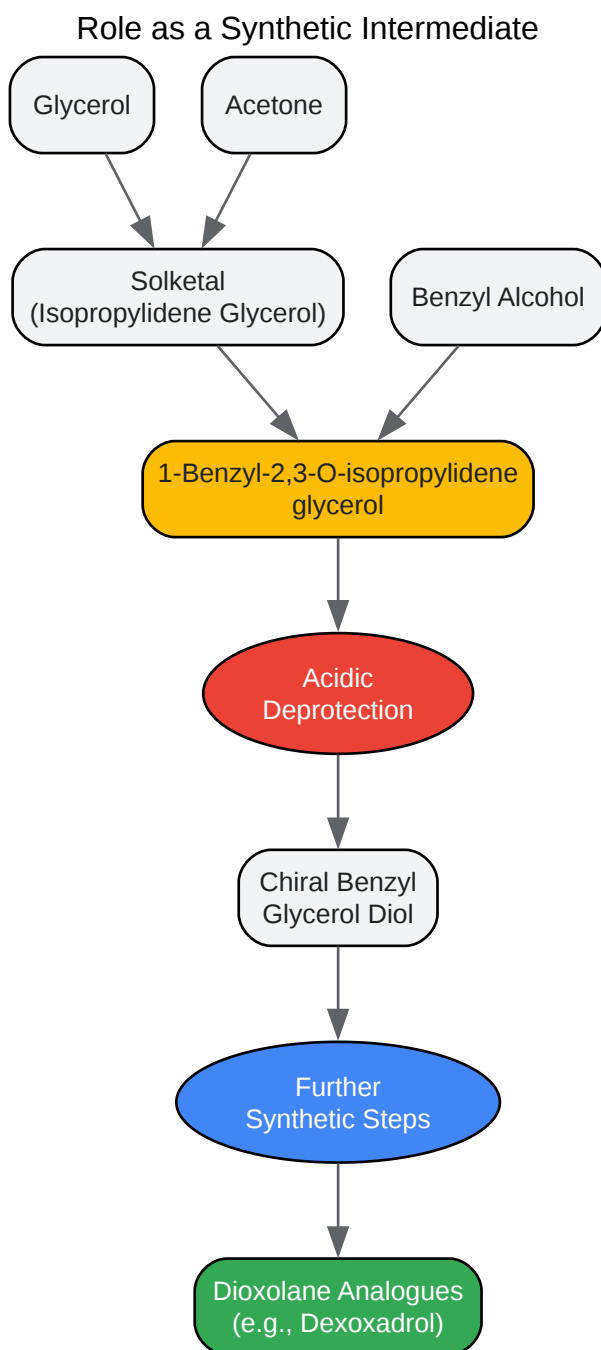 Role as a Synthetic Intermediate
Glycerol
Acetone
Solketal
(Isopropylidene Glycerol)
Benzyl Alcohol
1-Benzyl-2,3-O-isopropylidene
glycerol
Acidic
Deprotection
Chiral Benzyl
Glycerol Diol
Further
Synthetic Steps
Dioxolane Analogues
(e.g., Dexoxadrol)